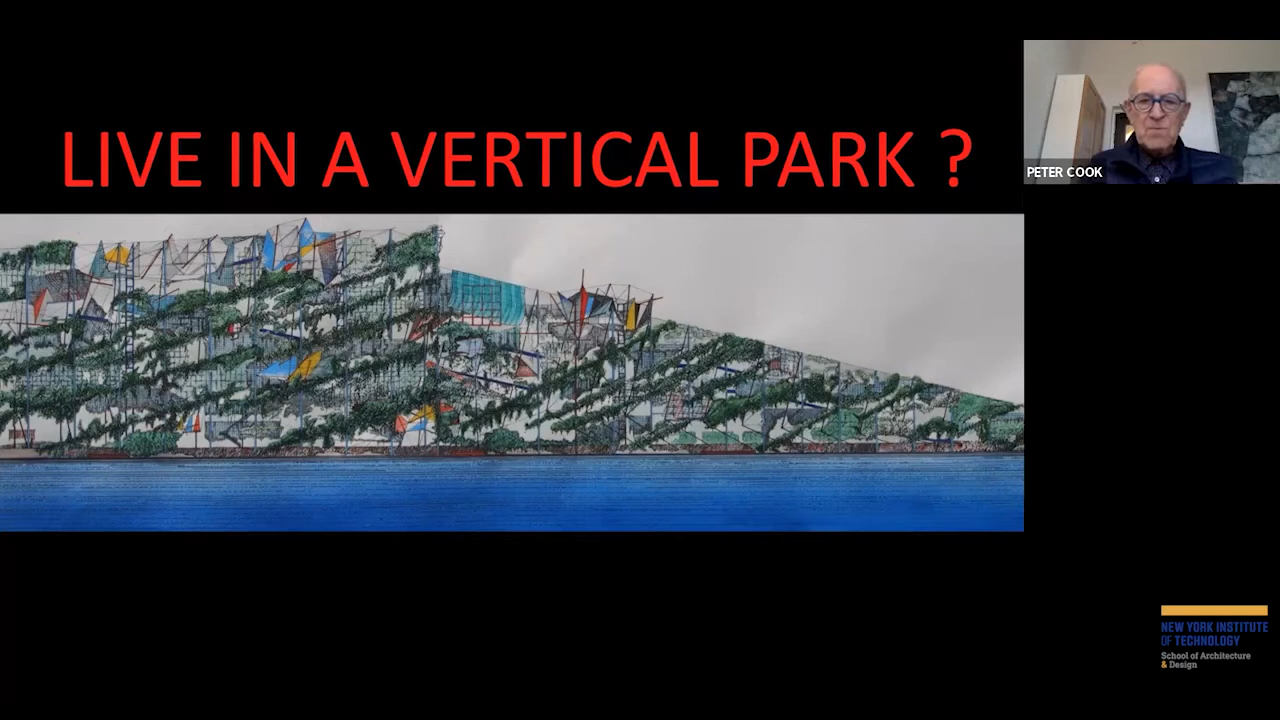 LIVE IN A VERTICAL PARK ?
PETER COOK
NEW YORK INSTITUTE
OF TECHNOLOGY
School of Architecture
& Design